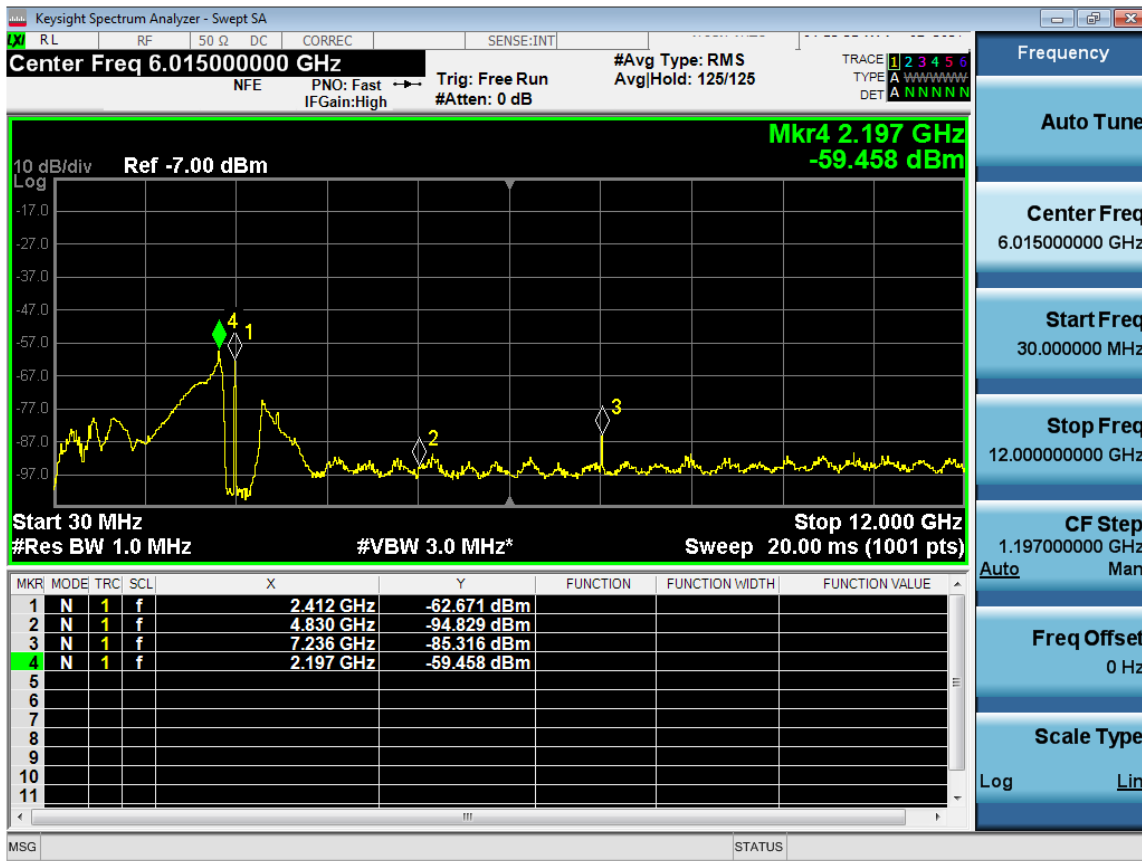 Keysight Spectrum Analyzer - Swept SA
LXI RL RF 50 Ω DC CORREC SENSE:INT
Center Freq 6.015000000 GHz
NFE PNO: Fast Trig: Free Run #Avg Type: RMS TRACE 1 2 3 4 5 6
IFGain:High #Atten: 0 dB Avg|Hold: 125/125 TYPE A WWWWW
DET A N N N N N
Mkr4 2.197 GHz
-59.458 dBm
10 dB/div Ref -7.00 dBm
Log
-17.0
-27.0
-37.0
-47.0
-57.0
-67.0
-77.0
-87.0
-97.0
4 1
3
2
Start 30 MHz Stop 12.000 GHz
#Res BW 1.0 MHz #VBW 3.0 MHz* Sweep 20.00 ms (1001 pts)
MKR MODE TRC SCL X Y FUNCTION FUNCTION WIDTH FUNCTION VALUE
1 N 1 f 2.412 GHz -62.671 dBm
2 N 1 f 4.830 GHz -94.829 dBm
3 N 1 f 7.236 GHz -85.316 dBm
4 N 1 f 2.197 GHz -59.458 dBm
5
6
7
8
9
10
11
MSG STATUS
Frequency
Auto Tune
Center Freq
6.015000000 GHz
Start Freq
30.000000 MHz
Stop Freq
12.000000000 GHz
CF Step
1.197000000 GHz
Auto Man
Freq Offset
0 Hz
Scale Type
Log Lin